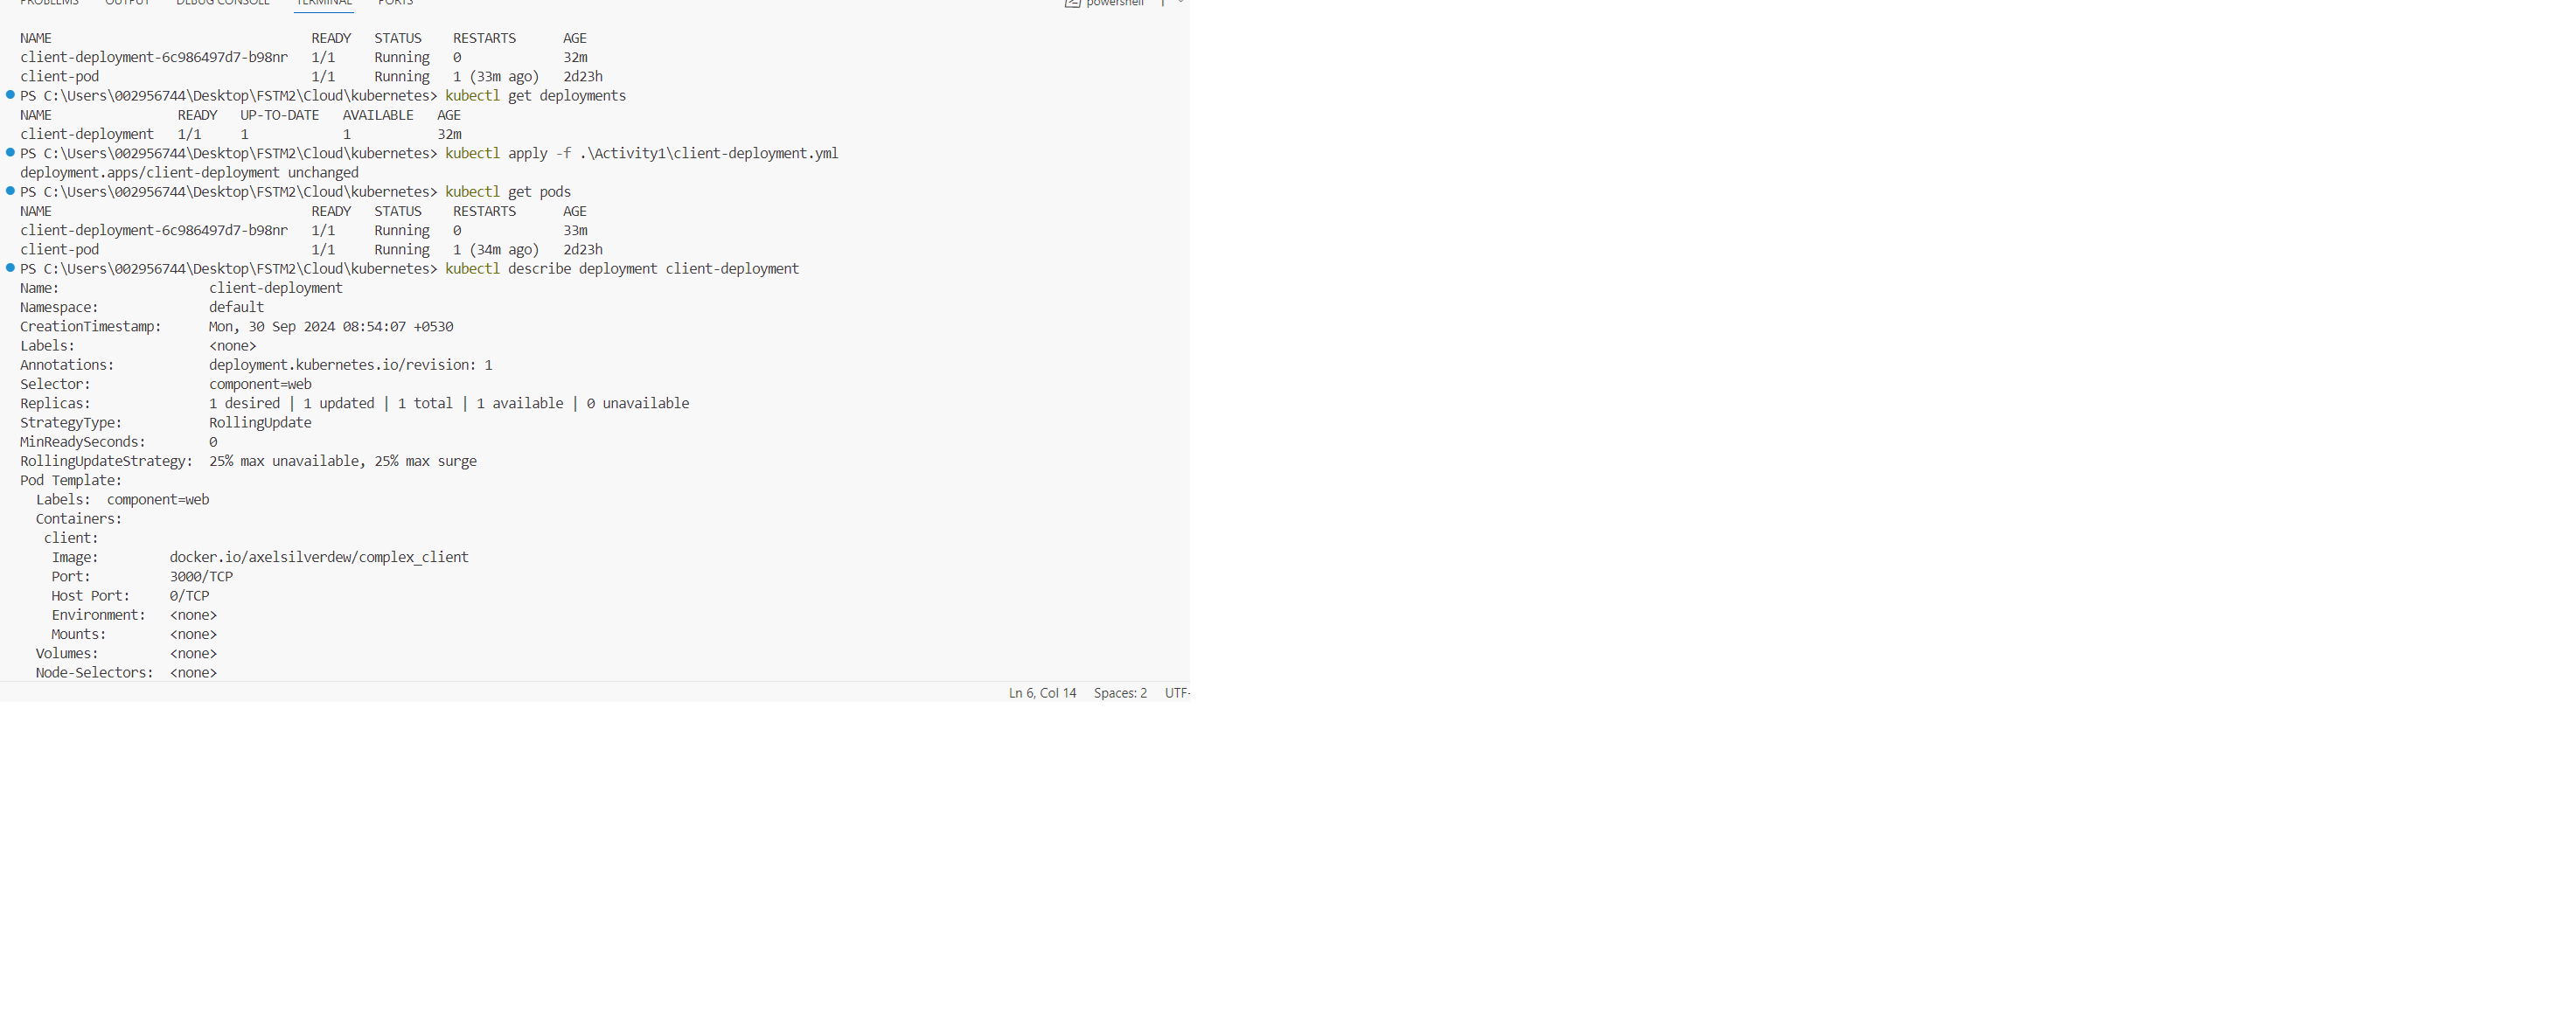 PROBLEMS OUTPUT DEBUG CONSOLE TERMINAL PORTS powershell
NAME READY STATUS RESTARTS AGE
client-deployment-6c986497d7-b98nr 1/1 Running 0 32m
client-pod 1/1 Running 1 (33m ago) 2d23h
PS C:\Users\002956744\Desktop\FSTM2\Cloud\kubernetes> kubectl get deployments
NAME READY UP-TO-DATE AVAILABLE AGE
client-deployment 1/1 1 1 32m
PS C:\Users\002956744\Desktop\FSTM2\Cloud\kubernetes> kubectl apply -f .\Activity1\client-deployment.yml
deployment.apps/client-deployment unchanged
PS C:\Users\002956744\Desktop\FSTM2\Cloud\kubernetes> kubectl get pods
NAME READY STATUS RESTARTS AGE
client-deployment-6c986497d7-b98nr 1/1 Running 0 33m
client-pod 1/1 Running 1 (34m ago) 2d23h
PS C:\Users\002956744\Desktop\FSTM2\Cloud\kubernetes> kubectl describe deployment client-deployment
Name: client-deployment
Namespace: default
CreationTimestamp: Mon, 30 Sep 2024 08:54:07 +0530
Labels: <none>
Annotations: deployment.kubernetes.io/revision: 1
Selector: component=web
Replicas: 1 desired | 1 updated | 1 total | 1 available | 0 unavailable
StrategyType: RollingUpdate
MinReadySeconds: 0
RollingUpdateStrategy: 25% max unavailable, 25% max surge
Pod Template:
Labels: component=web
Containers:
client:
Image: docker.io/axelsilverdew/complex_client
Port: 3000/TCP
Host Port: 0/TCP
Environment: <none>
Mounts: <none>
Volumes: <none>
Node-Selectors: <none>
Ln 6, Col 14 Spaces: 2 UTF-